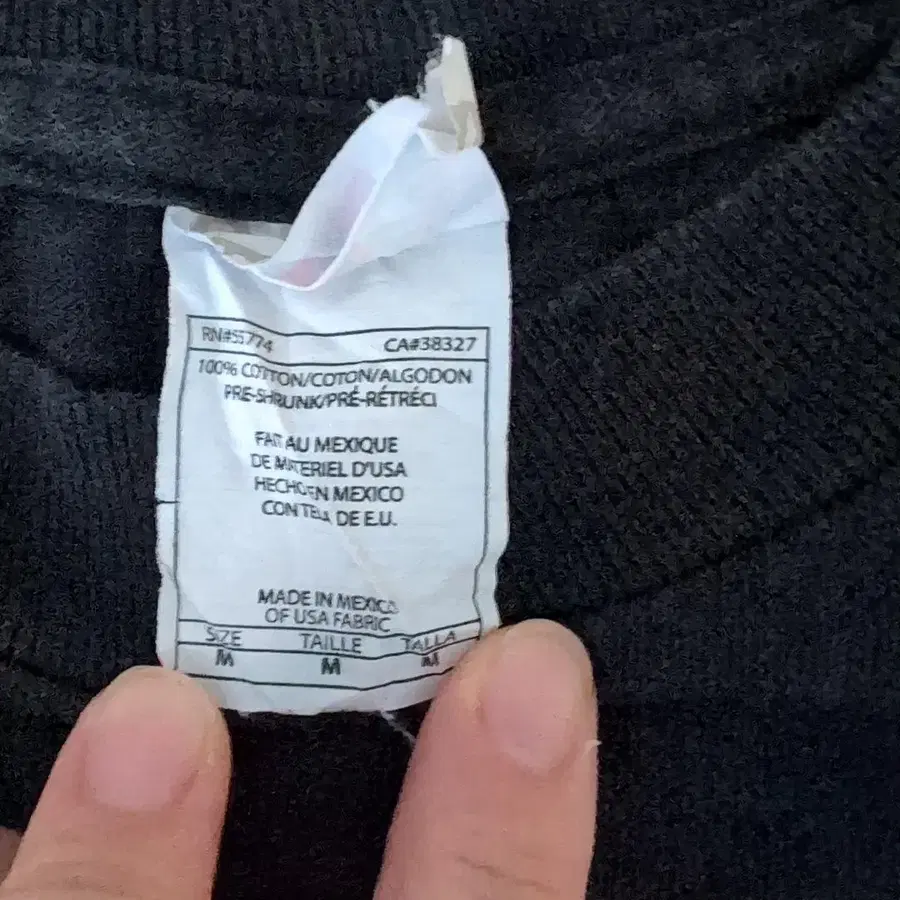 RN#55774 CA#38327
100% COTTON/COTON/ALGODON
PRE-SHRUNK/PRÉ-RÉTRÉCI
FAIT AU MEXIQUE
DE MATERIEL D'USA
HECHO EN MEXICO
CON TELA DE E.U.
MADE IN MEXICO
OF USA FABRIC
SIZE TAILLE TALLA
M M M